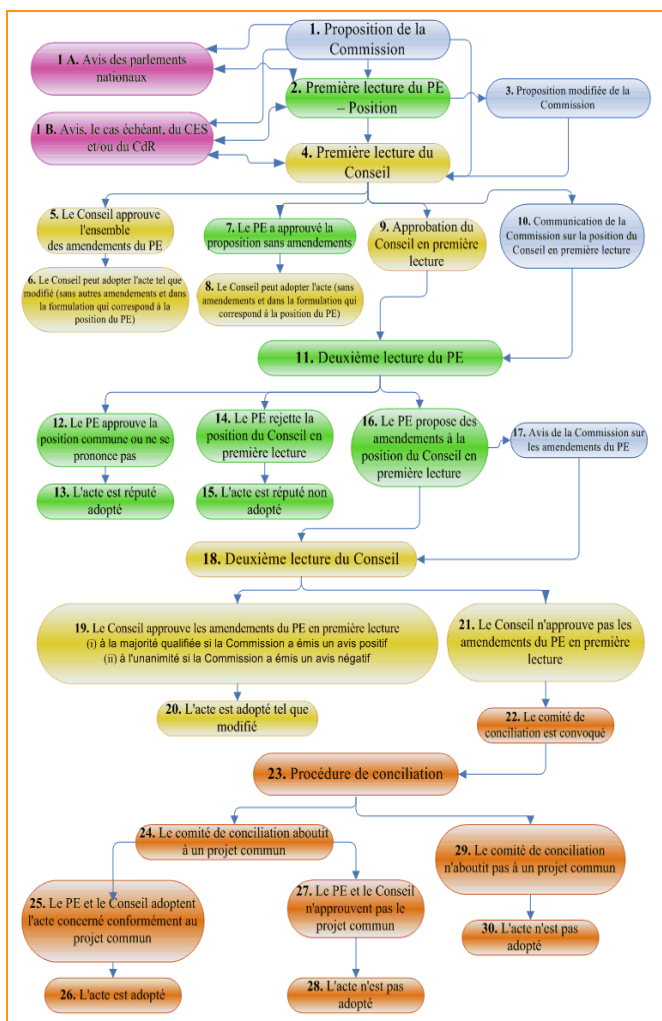 1. Proposition de la
Commission
1 A. Avis des parlements
nationaux
2. Première lecture du PE
– Position
3. Proposition modifiée de la
Commission
1 B. Avis, le cas échéant, du CES
et/ou du CdR
4. Première lecture du
Conseil
5. Le Conseil approuve
l'ensemble
des amendements du PE
7. Le PE a approuvé la
proposition sans amendements
9. Approbation du
Conseil en première
lecture
10. Communication de la
Commission sur la position du
Conseil en première lecture
6. Le Conseil peut adopter l'acte tel que
modifié (sans autres amendements et dans
la formulation qui correspond à la
position du PE)
8. Le Conseil peut adopter l'acte (sans
amendements et dans la formulation qui
correspond à la position du PE)
11. Deuxième lecture du PE
12. Le PE approuve la
position commune ou ne se
prononce pas
14. Le PE rejette la
position du Conseil en
première lecture
16. Le PE propose des
amendements à la
position du Conseil en
première lecture
17. Avis de la Commission sur
les amendements du PE
13. L'acte est réputé
adopté
15. L'acte est réputé non
adopté
18. Deuxième lecture du Conseil
19. Le Conseil approuve les amendements du PE en première lecture
(i) à la majorité qualifiée si la Commission a émis un avis positif
(ii) à l'unanimité si la Commission a émis un avis négatif
21. Le Conseil n'approuve pas les
amendements du PE en première
lecture
20. L'acte est adopté tel que
modifié
22. Le comité de
conciliation est convoqué
23. Procédure de conciliation
24. Le comité de conciliation aboutit
à un projet commun
29. Le comité de conciliation
n'aboutit pas à un projet commun
25. Le PE et le Conseil adoptent
l'acte concerné conformément au
projet commun
27. Le PE et le Conseil
n'approuvent pas le
projet commun
30. L'acte n'est pas
adopté
26. L'acte est adopté
28. L'acte n'est pas
adopté